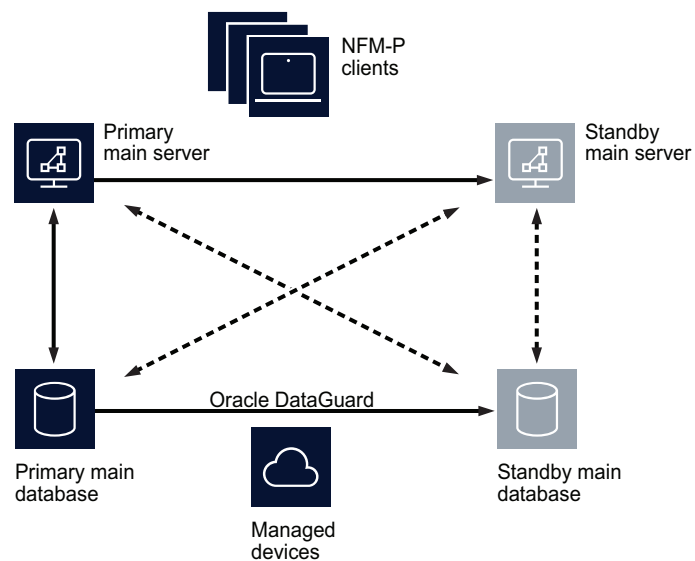 NFM-P
clients
Primary
main server
Standby
main server
Oracle DataGuard
Primary main
database
Standby main
database
Managed
devices